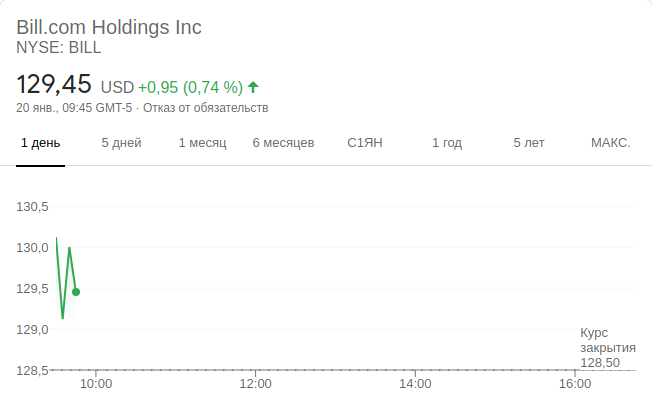 Bill.com Holdings Inc
NYSE: BILL
129,45 USD +0,95 (0,74 %)
20 янв., 09:45 GMT-5 · Отказ от обязательств
1 день 5 дней 1 месяц 6 месяцев С1ЯН 1 год 5 лет МАКС.
130,5
130,0
129,5
129,0
128,5
Курс
закрытия
128,50
10:00 12:00 14:00 16:00